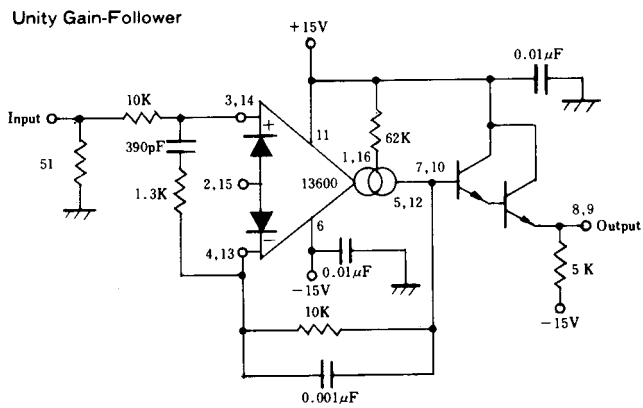 Unity Gain-Follower
+15V
0.01μF
10K
3,14
Input
+
11
62K
390pF
1,16
7,10
51
2,15
13600
1.3K
5,12
8,9
Output
6
−
4,13
0.01μF
5 K
−15V
−15V
10K
0.001μF